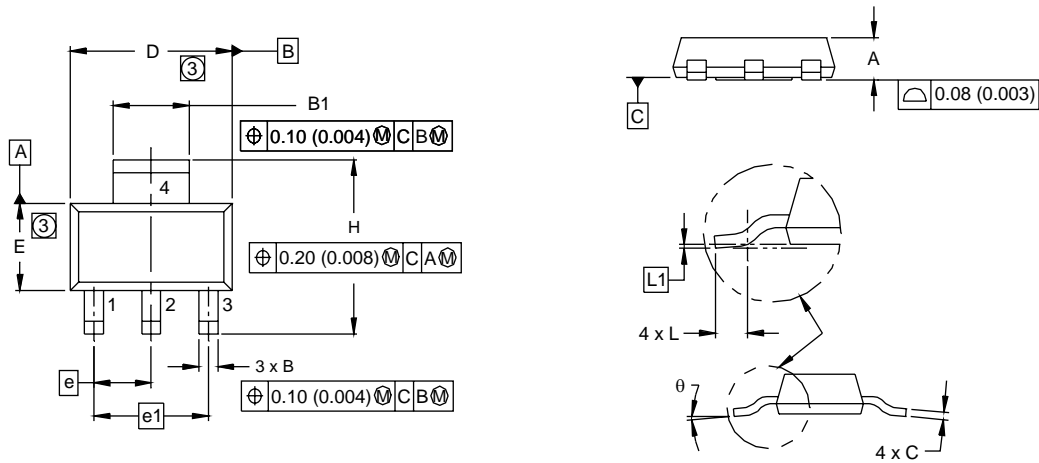 D
B
3
B1
⌖ 0.10 (0.004) Ⓜ C B Ⓜ
A
4
3
E
H
⌖ 0.20 (0.008) Ⓜ C A Ⓜ
1 2 3
3 x B
e
⌖ 0.10 (0.004) Ⓜ C B Ⓜ
e1
A
⌓ 0.08 (0.003)
C
L1
4 x L
θ
4 x C